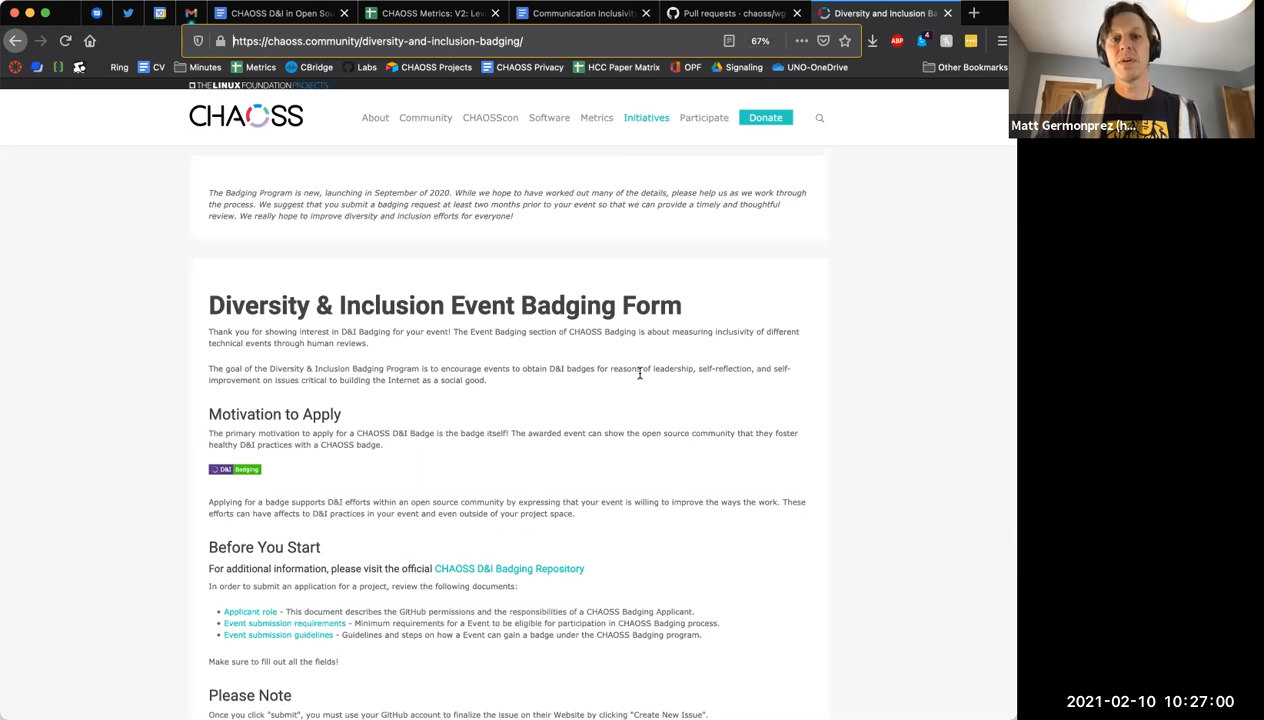 CHAOSS D&I in Open Sou
CHAOSS Metrics: V2: Lev
Communication Inclusivit
Pull requests · chaoss/wg
Diversity and Inclusion Ba
https://chaoss.community/diversity-and-inclusion-badging/
67%
ABP
4
Ring
CV
Minutes
Metrics
CBridge
Labs
CHAOSS Projects
CHAOSS Privacy
HCC Paper Matrix
OPF
Signaling
UNO-OneDrive
Other Bookmarks
THE LINUX FOUNDATION PROJECTS
CHAOSS
About
Community
CHAOSScon
Software
Metrics
Initiatives
Participate
Donate
Matt Germonprez (h...
The Badging Program is new, launching in September of 2020. While we hope to have worked out many of the details, please help us as we work through
the process. We suggest that you submit a badging request at least two months prior to your event so that we can provide a timely and thoughtful
review. We really hope to improve diversity and inclusion efforts for everyone!
Diversity & Inclusion Event Badging Form
Thank you for showing interest in D&I Badging for your event! The Event Badging section of CHAOSS Badging is about measuring inclusivity of different
technical events through human reviews.
The goal of the Diversity & Inclusion Badging Program is to encourage events to obtain D&I badges for reasons of leadership, self-reflection, and self-
improvement on issues critical to building the Internet as a social good.
Motivation to Apply
The primary motivation to apply for a CHAOSS D&I Badge is the badge itself! The awarded event can show the open source community that they foster
healthy D&I practices with a CHAOSS badge.
D&I Badging
Applying for a badge supports D&I efforts within an open source community by expressing that your event is willing to improve the ways the work. These
efforts can have affects to D&I practices in your event and even outside of your project space.
Before You Start
For additional information, please visit the official CHAOSS D&I Badging Repository
In order to submit an application for a project, review the following documents:
• Applicant role - This document describes the GitHub permissions and the responsibilities of a CHAOSS Badging Applicant.
• Event submission requirements - Minimum requirements for a Event to be eligible for participation in CHAOSS Badging process.
• Event submission guidelines - Guidelines and steps on how a Event can gain a badge under the CHAOSS Badging program.
Make sure to fill out all the fields!
Please Note
Once you click "submit", you must use your GitHub account to finalize the issue on their Website by clicking "Create New Issue".
2021-02-10 10:27:00